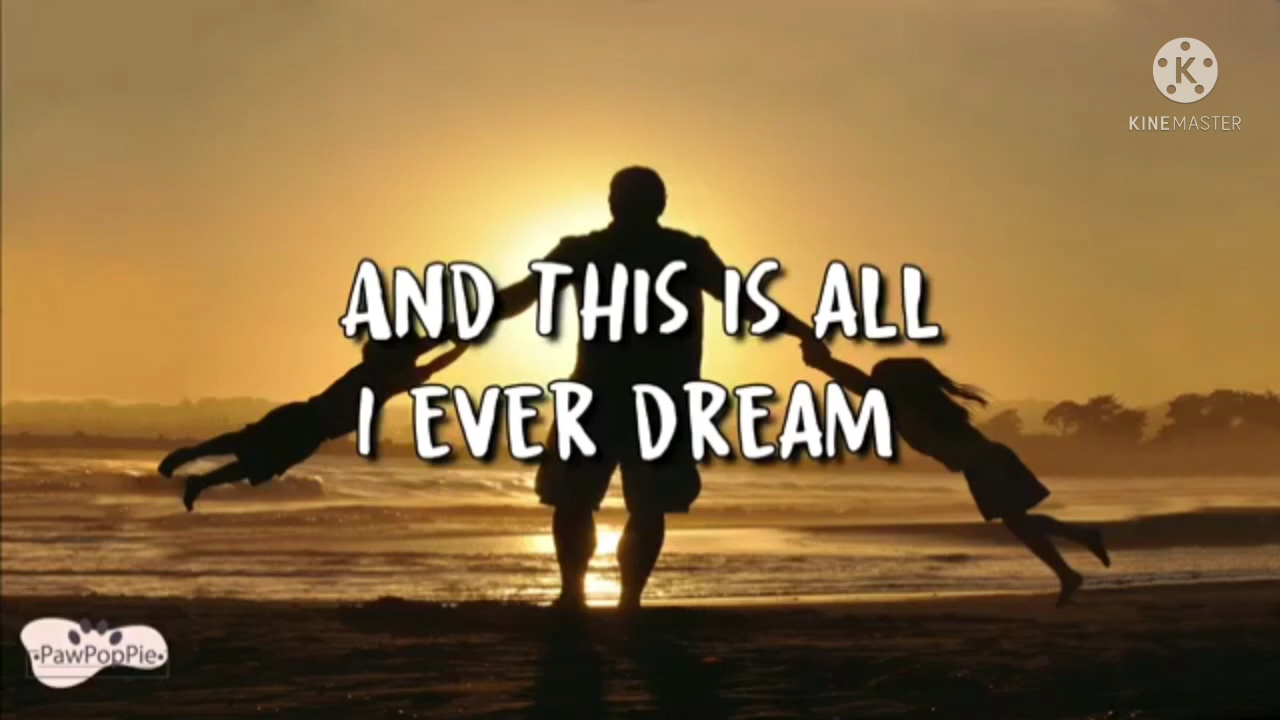 K
KINEMASTER
AND THIS IS ALL
I EVER DREAM
•PawPopPie•